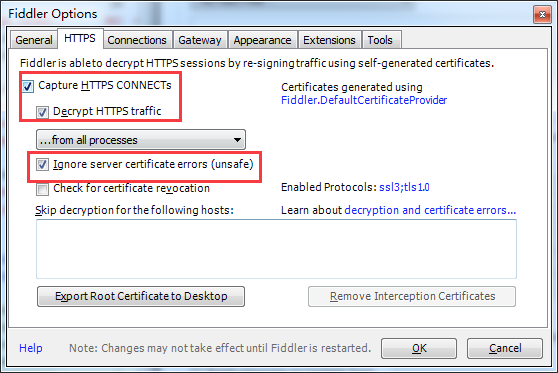 Fiddler Options
General HTTPS Connections Gateway Appearance Extensions Tools
Fiddler is ableto decrypt HTTPS sessions by re-signing traffic using self-generated certificates.
Capture HTTPS CONNECTs
Certificates generated using
Fiddler.DefaultCertificateProvider
Decrypt HTTPS traffic
...from all processes
Ignore server certificate errors (unsafe)
Check for certificate revocation
Enabled Protocols: ssl3;tls1.0
Skip decryption for the following hosts:
Learn about decryption and certificate errors...
Export Root Certificate to Desktop
Remove Interception Certificates
Help
Note: Changes may not take effect until Fiddler is restarted.
OK
Cancel